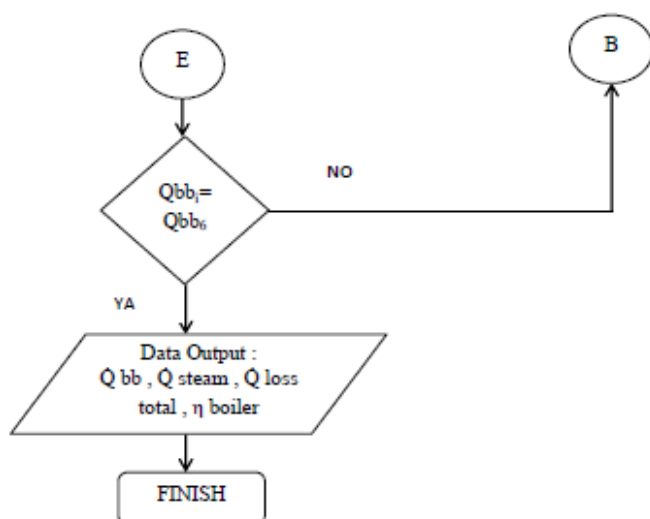 E
B
NO
Qbbᵢ=
Qbb₆
YA
Data Output :
Q bb , Q steam , Q loss
total , η boiler
FINISH